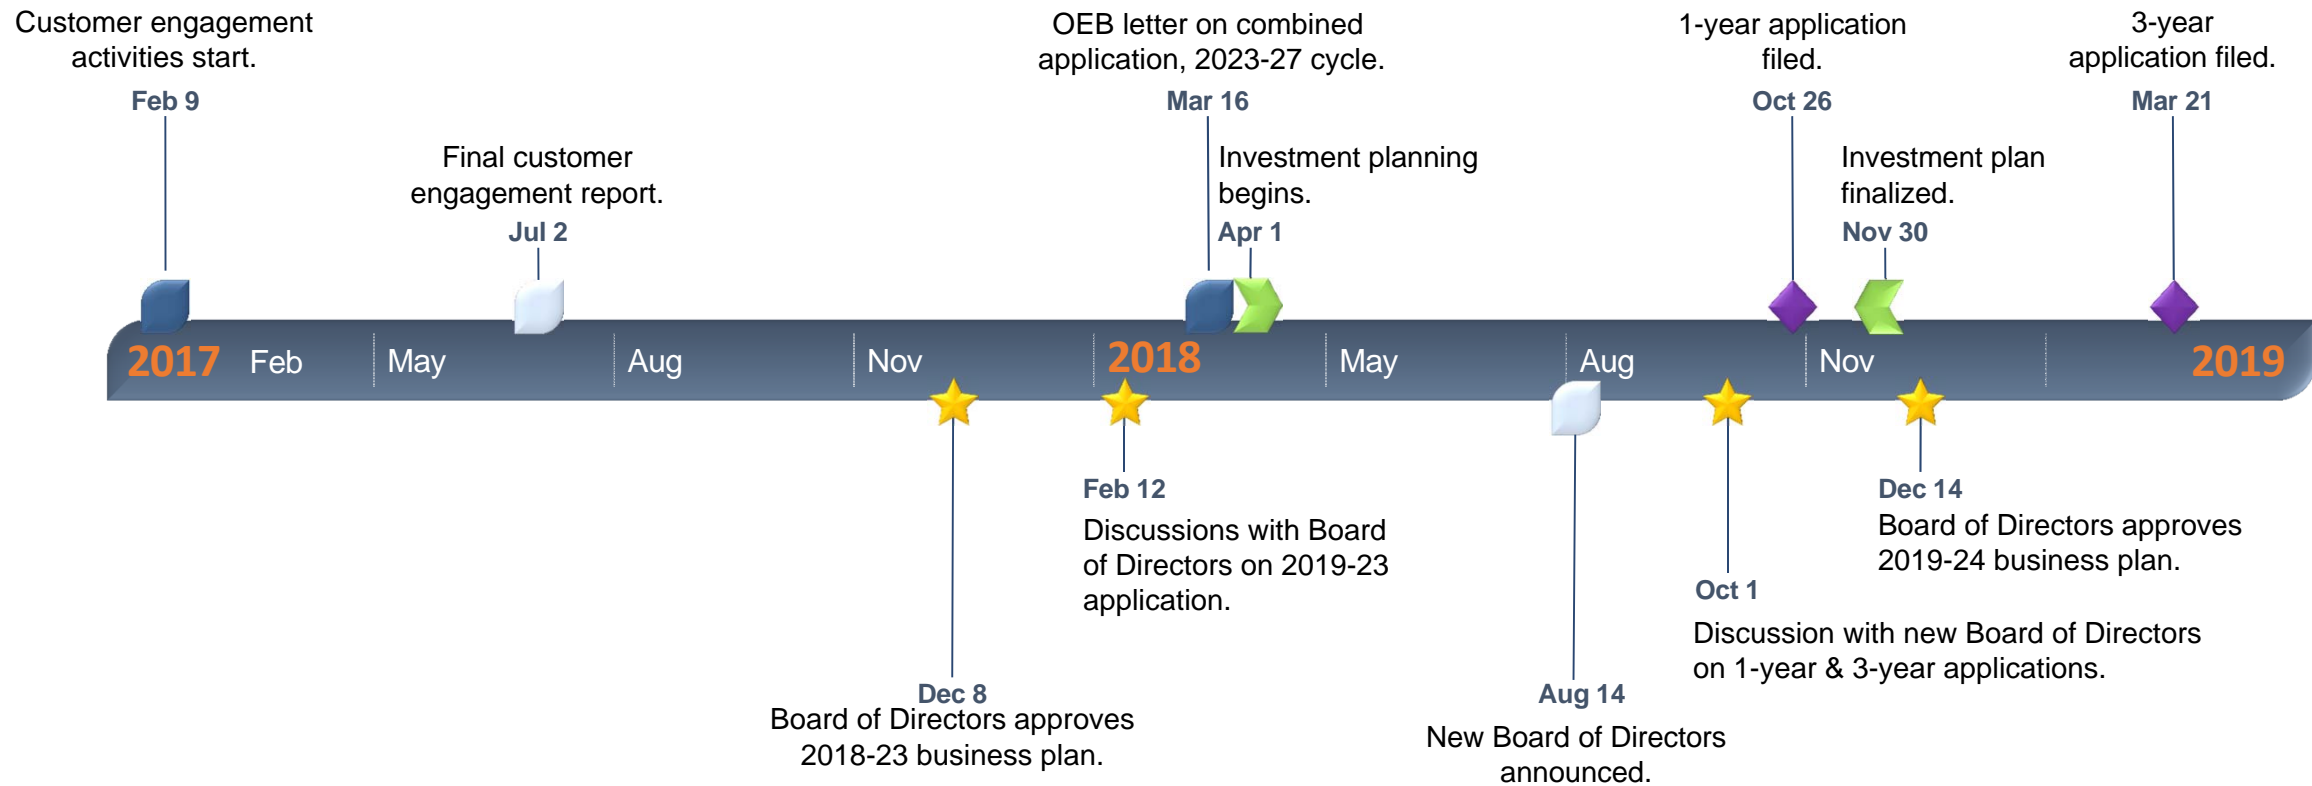 Customer engagement
activities start.
Feb 9
Final customer
engagement report.
Jul 2
OEB letter on combined
application, 2023-27 cycle.
Mar 16
Investment planning
begins.
Apr 1
1-year application
filed.
Oct 26
Investment plan
finalized.
Nov 30
3-year
application filed.
Mar 21
2017 Feb May Aug Nov 2018 May Aug Nov 2019
Dec 8
Board of Directors approves
2018-23 business plan.
Feb 12
Discussions with Board
of Directors on 2019-23
application.
Aug 14
New Board of Directors
announced.
Oct 1
Discussion with new Board of Directors
on 1-year & 3-year applications.
Dec 14
Board of Directors approves
2019-24 business plan.